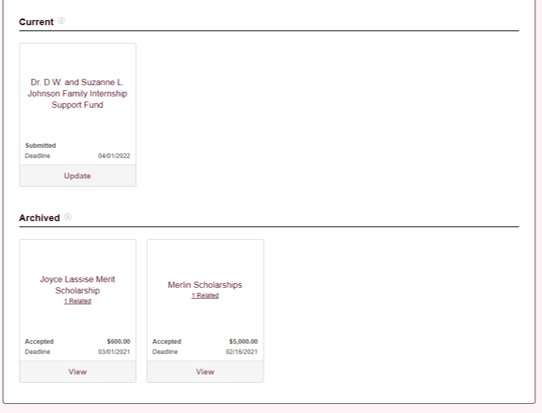 Current
Dr. D.W. and Suzanne L.
Johnson Family Internship
Support Fund
Submitted
Deadline 04/01/2022
Update
Archived
Joyce Lassise Merit
Scholarship
1 Related
Accepted $600.00
Deadline 03/01/2021
View
Merlin Scholarships
1 Related
Accepted $5,000.00
Deadline 02/16/2021
View